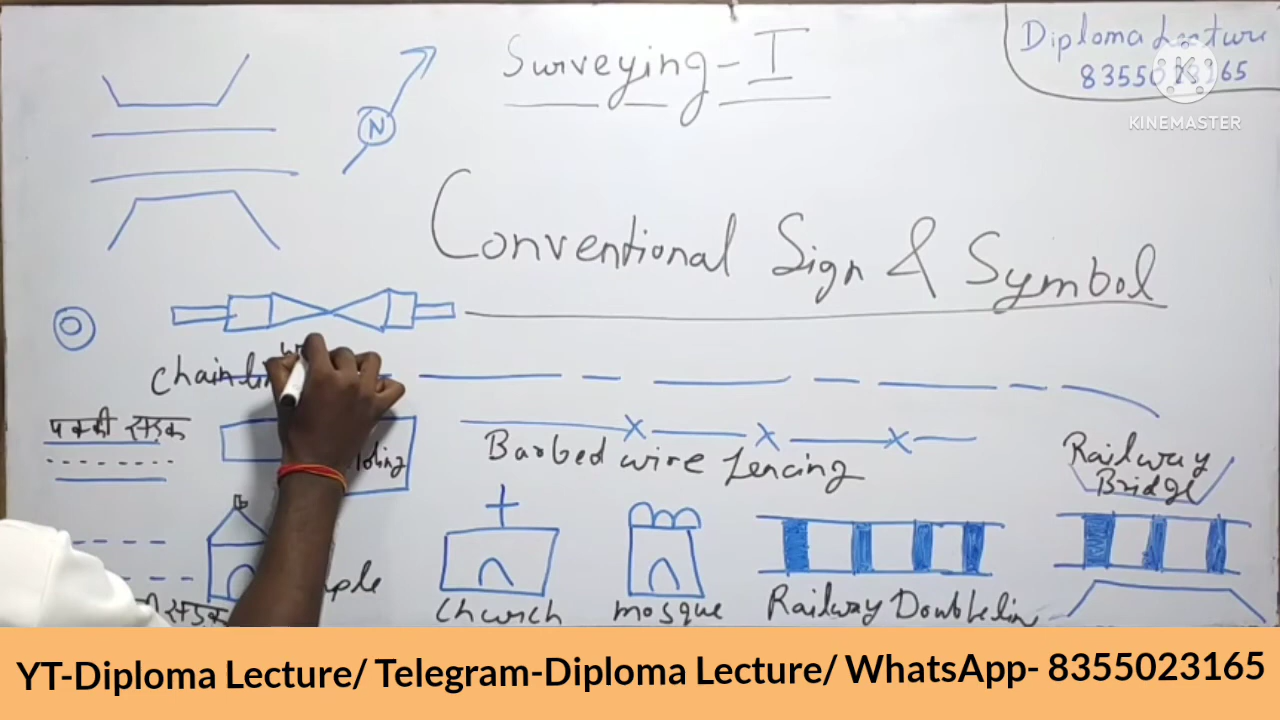 Surveying-I
Diploma Lecture
8355023165
KINEMASTER
N
Conventional Sign & Symbol
पक्की सड़क
Barbed wire fencing
Railway
Bridge
Church
mosque
Railway Double lin
YT-Diploma Lecture/ Telegram-Diploma Lecture/ WhatsApp- 8355023165